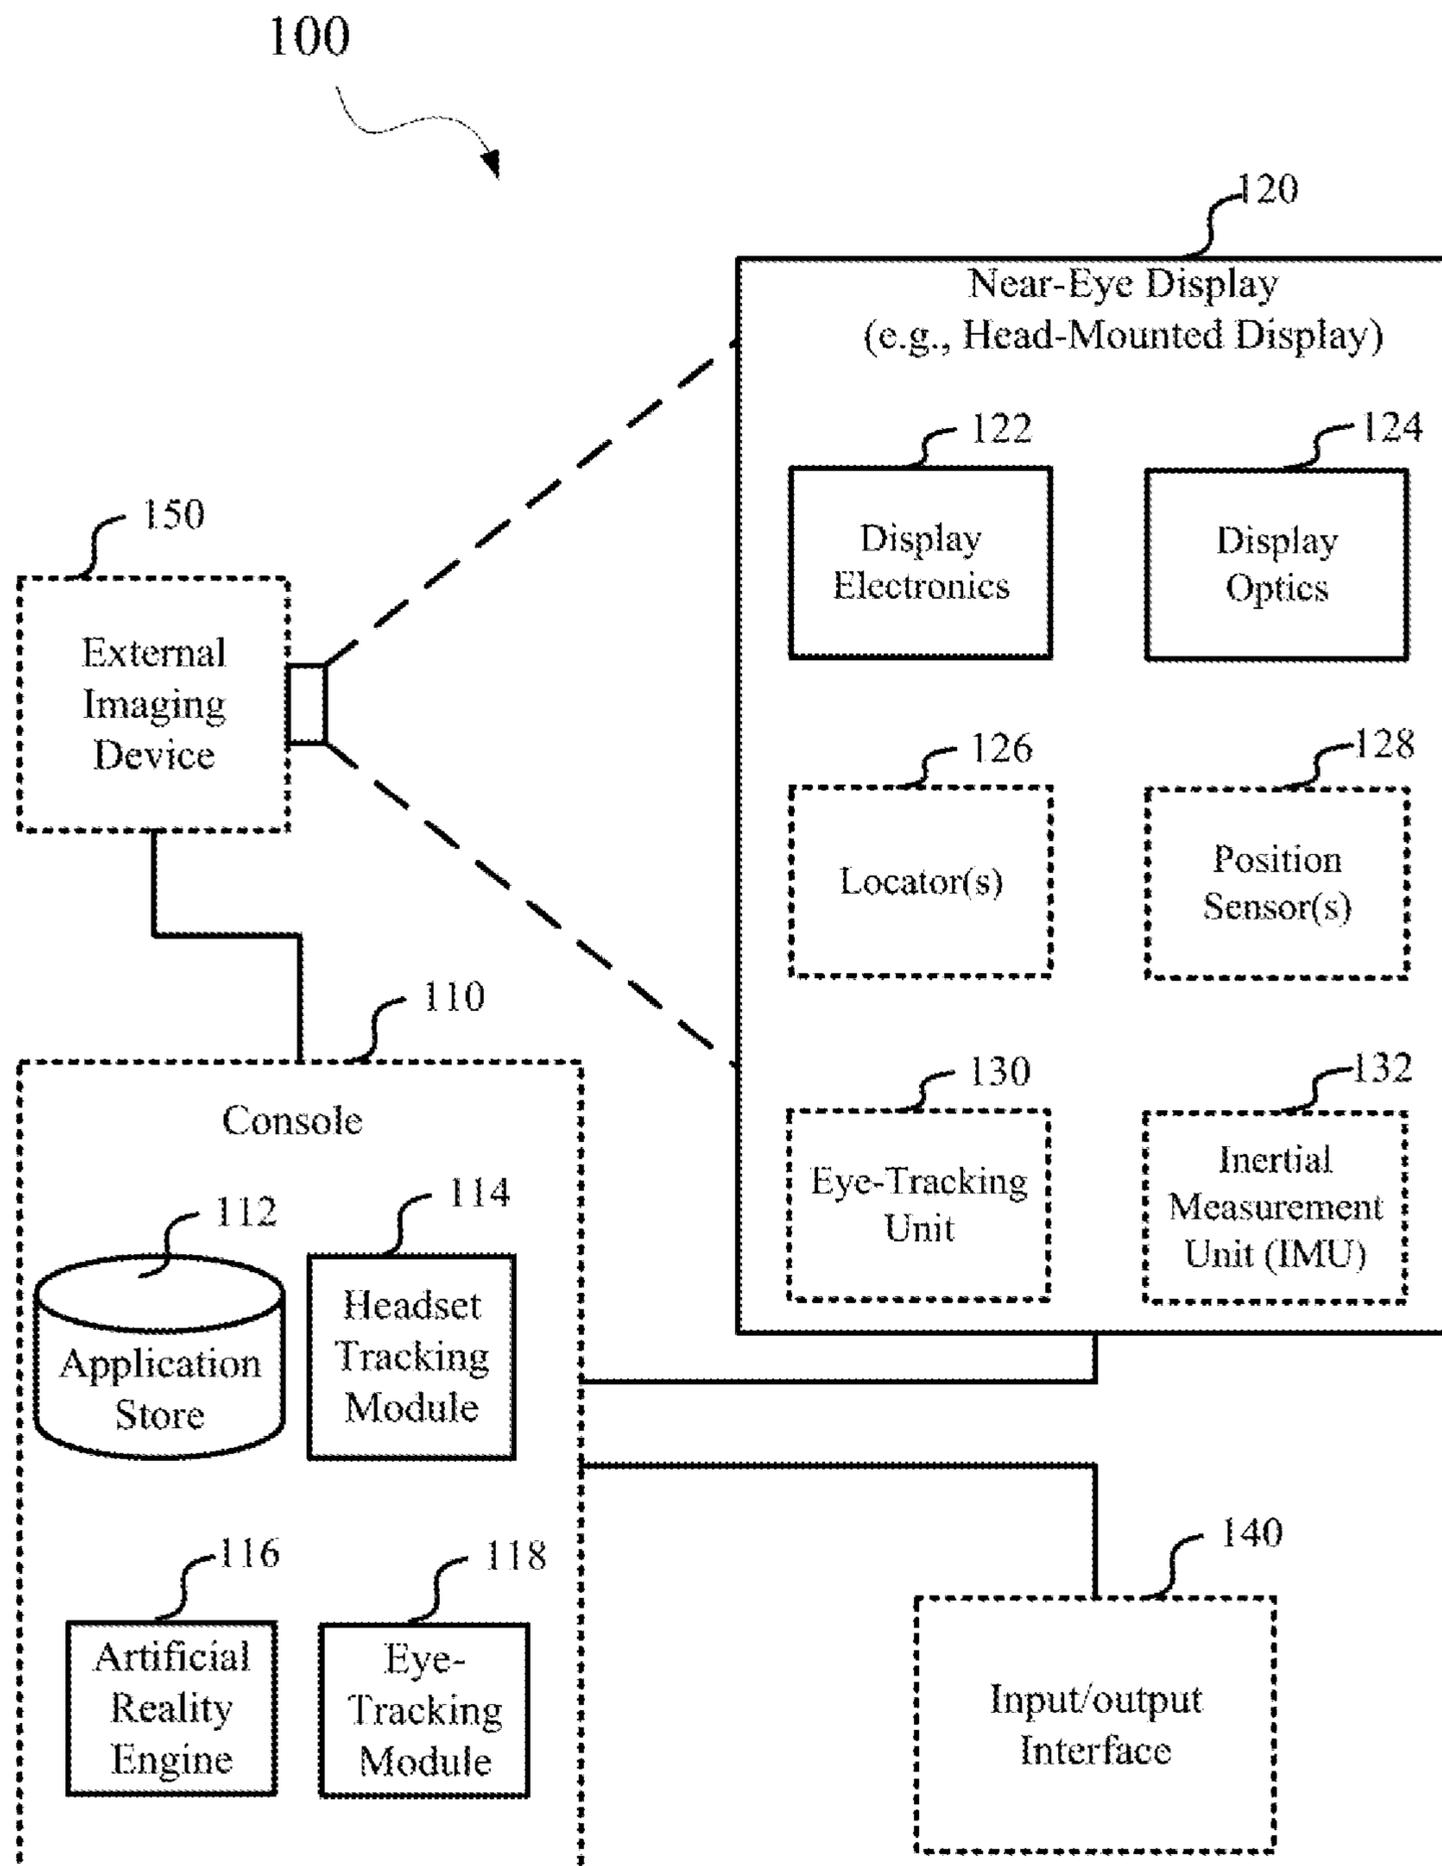 100
120
Near-Eye Display
(e.g., Head-Mounted Display)
122
124
Display
Electronics
Display
Optics
150
External
Imaging
Device
126
128
Locator(s)
Position
Sensor(s)
110
Console
130
132
Eye-Tracking
Unit
Inertial
Measurement
Unit (IMU)
112
114
Application
Store
Headset
Tracking
Module
116
118
Artificial
Reality
Engine
Eye-
Tracking
Module
140
Input/output
Interface